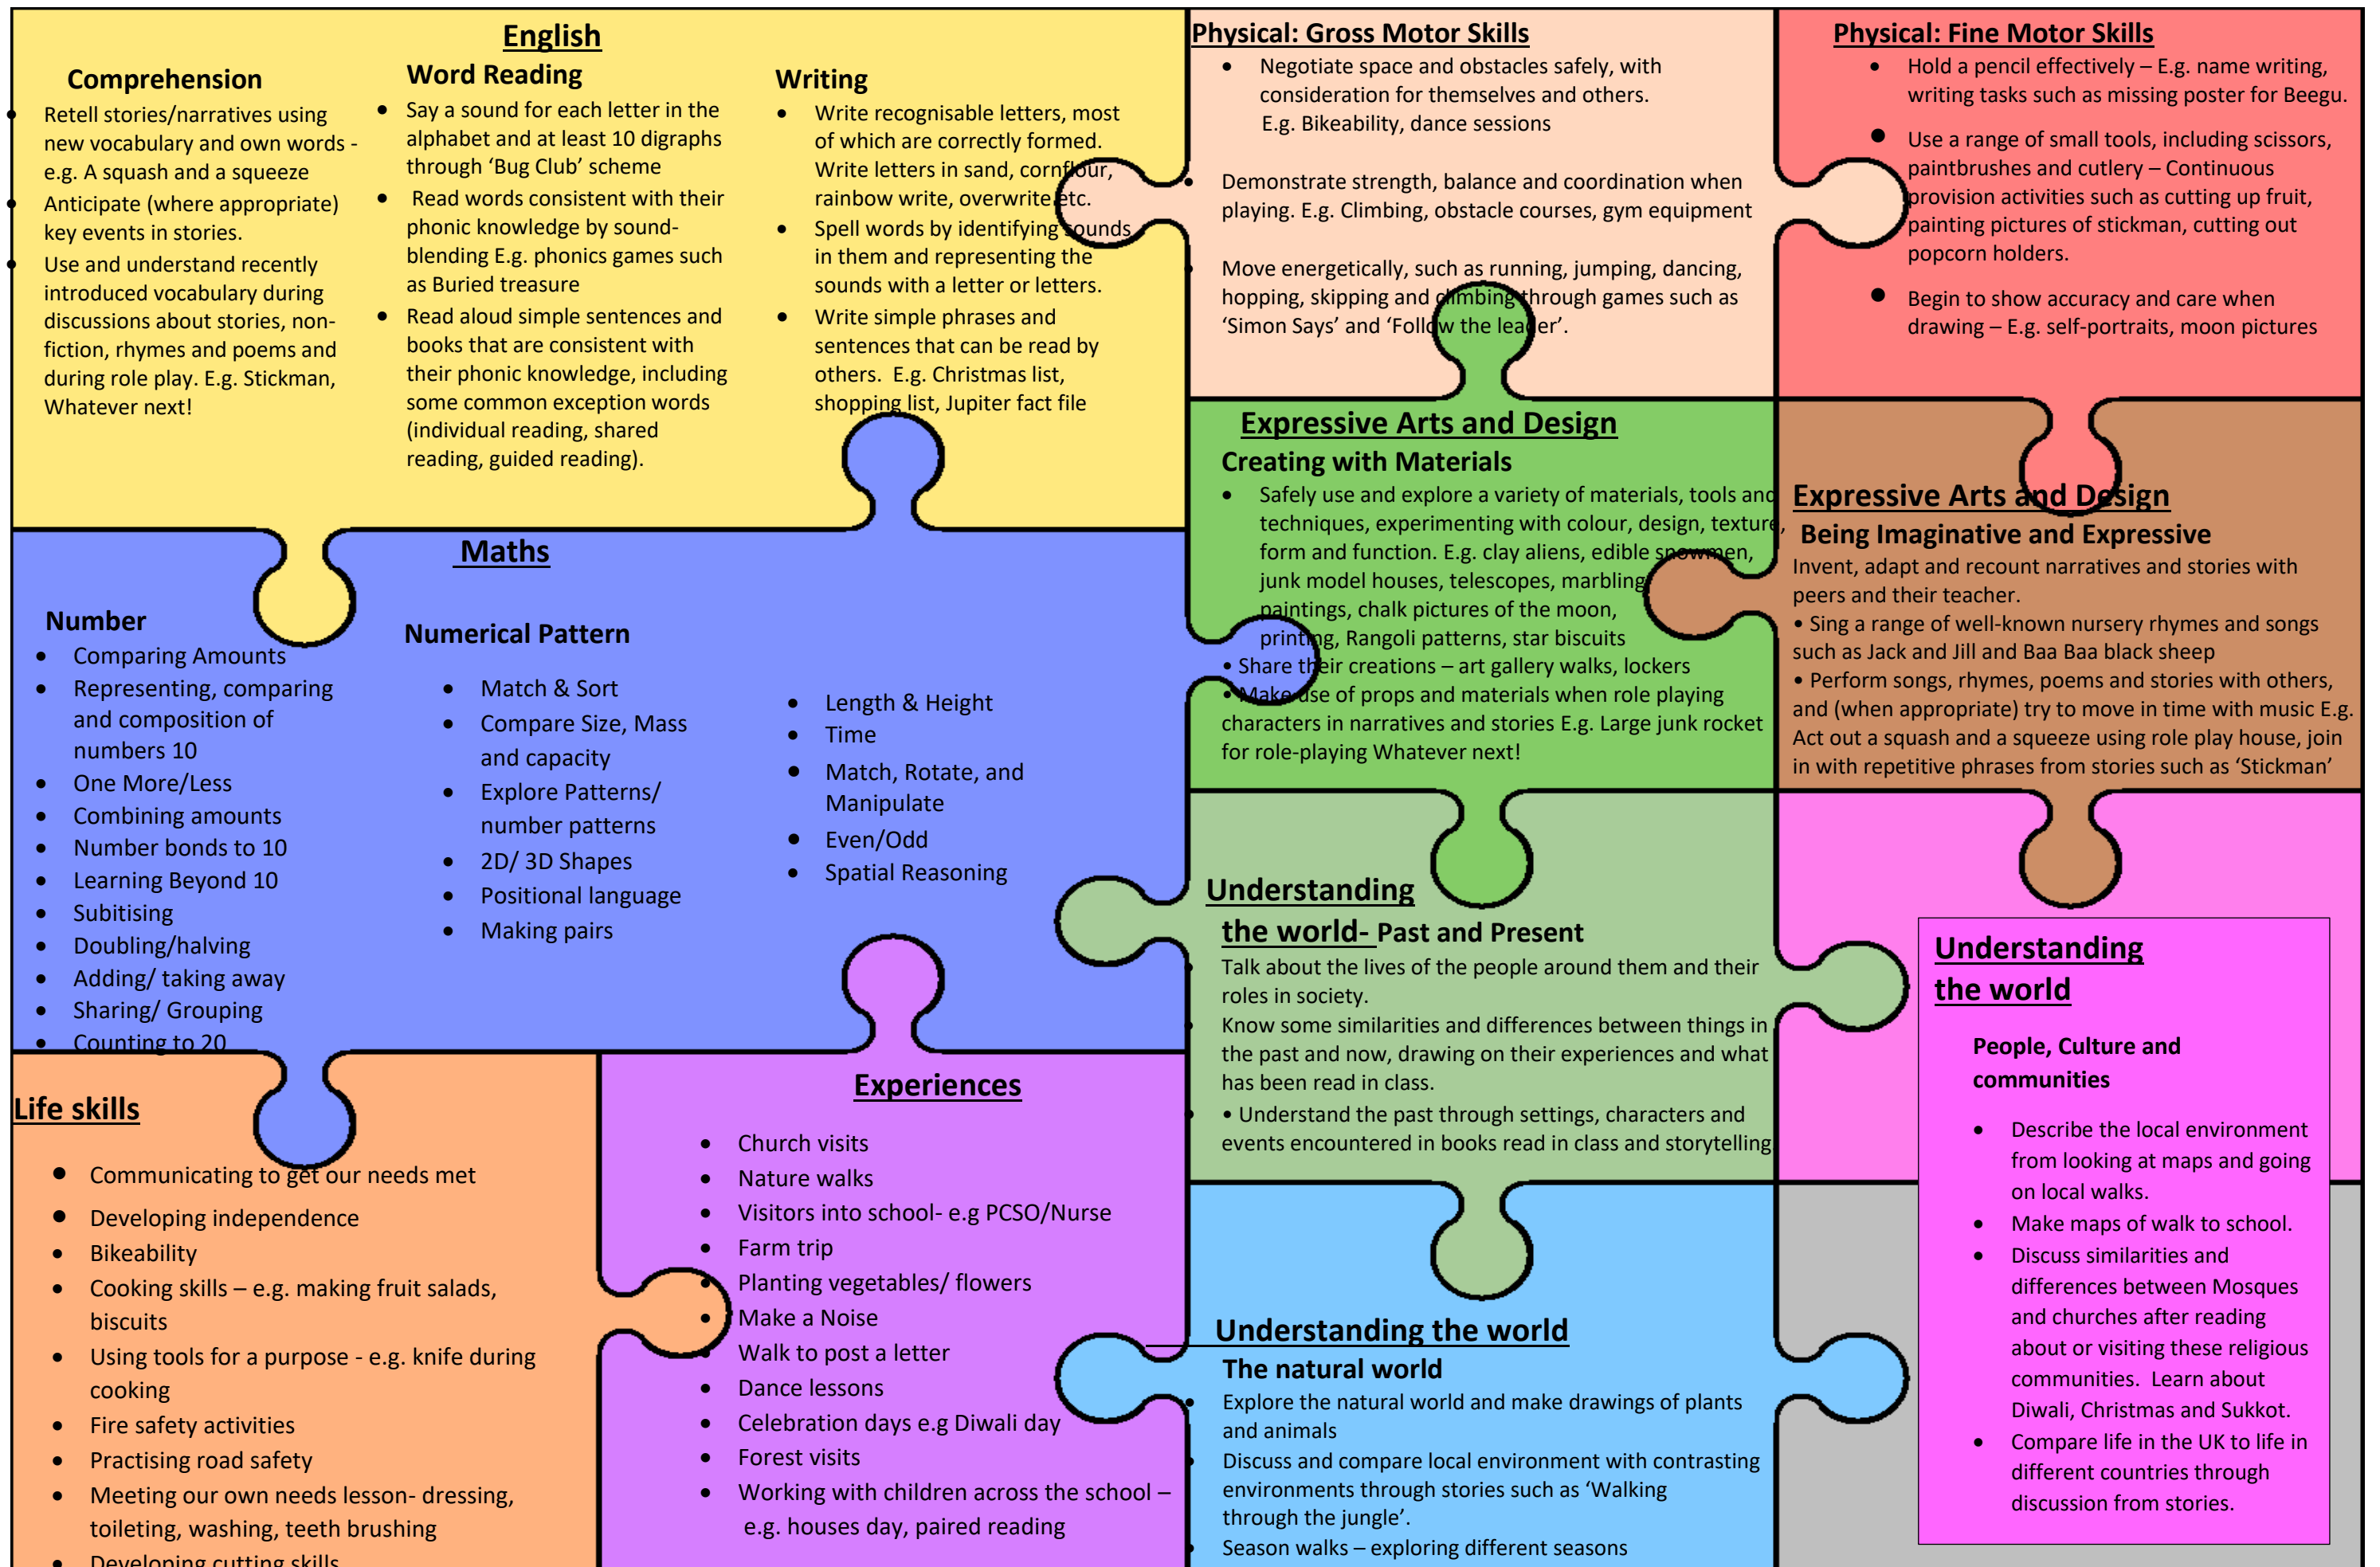 English
Comprehension
• Retell stories/narratives using
new vocabulary and own words -
e.g. A squash and a squeeze
• Anticipate (where appropriate)
key events in stories.
• Use and understand recently
introduced vocabulary during
discussions about stories, non-
fiction, rhymes and poems and
during role play. E.g. Stickman,
Whatever next!
Word Reading
• Say a sound for each letter in the
alphabet and at least 10 digraphs
through ‘Bug Club’ scheme
• Read words consistent with their
phonic knowledge by sound-
blending E.g. phonics games such
as Buried treasure
• Read aloud simple sentences and
books that are consistent with
their phonic knowledge, including
some common exception words
(individual reading, shared
reading, guided reading).
Writing
• Write recognisable letters, most
of which are correctly formed.
Write letters in sand, cornflour,
rainbow write, overwrite etc.
• Spell words by identifying sounds
in them and representing the
sounds with a letter or letters.
• Write simple phrases and
sentences that can be read by
others. E.g. Christmas list,
shopping list, Jupiter fact file
Physical: Gross Motor Skills
• Negotiate space and obstacles safely, with
consideration for themselves and others.
E.g. Bikeability, dance sessions
• Demonstrate strength, balance and coordination when
playing. E.g. Climbing, obstacle courses, gym equipment
• Move energetically, such as running, jumping, dancing,
hopping, skipping and climbing through games such as
‘Simon Says’ and ‘Follow the leader’.
Physical: Fine Motor Skills
• Hold a pencil effectively – E.g. name writing,
writing tasks such as missing poster for Beegu.
• Use a range of small tools, including scissors,
paintbrushes and cutlery – Continuous
provision activities such as cutting up fruit,
painting pictures of stickman, cutting out
popcorn holders.
• Begin to show accuracy and care when
drawing – E.g. self-portraits, moon pictures
Maths
Number
• Comparing Amounts
• Representing, comparing
and composition of
numbers 10
• One More/Less
• Combining amounts
• Number bonds to 10
• Learning Beyond 10
• Subitising
• Doubling/halving
• Adding/ taking away
• Sharing/ Grouping
• Counting to 20
Numerical Pattern
• Match & Sort
• Compare Size, Mass
and capacity
• Explore Patterns/
number patterns
• 2D/ 3D Shapes
• Positional language
• Making pairs
• Length & Height
• Time
• Match, Rotate, and
Manipulate
• Even/Odd
• Spatial Reasoning
Expressive Arts and Design
Creating with Materials
• Safely use and explore a variety of materials, tools and
techniques, experimenting with colour, design, texture,
form and function. E.g. clay aliens, edible snowmen,
junk model houses, telescopes, marbling
paintings, chalk pictures of the moon,
printing, Rangoli patterns, star biscuits
• Share their creations – art gallery walks, lockers
• Make use of props and materials when role playing
characters in narratives and stories E.g. Large junk rocket
for role-playing Whatever next!
Expressive Arts and Design
Being Imaginative and Expressive
Invent, adapt and recount narratives and stories with
peers and their teacher.
• Sing a range of well-known nursery rhymes and songs
such as Jack and Jill and Baa Baa black sheep
• Perform songs, rhymes, poems and stories with others,
and (when appropriate) try to move in time with music E.g.
Act out a squash and a squeeze using role play house, join
in with repetitive phrases from stories such as ‘Stickman’
Understanding
the world- Past and Present
• Talk about the lives of the people around them and their
roles in society.
• Know some similarities and differences between things in
the past and now, drawing on their experiences and what
has been read in class.
• • Understand the past through settings, characters and
events encountered in books read in class and storytelling
Understanding
the world
People, Culture and
communities
• Describe the local environment
from looking at maps and going
on local walks.
• Make maps of walk to school.
• Discuss similarities and
differences between Mosques
and churches after reading
about or visiting these religious
communities. Learn about
Diwali, Christmas and Sukkot.
• Compare life in the UK to life in
different countries through
discussion from stories.
Life skills
• Communicating to get our needs met
• Developing independence
• Bikeability
• Cooking skills – e.g. making fruit salads,
biscuits
• Using tools for a purpose - e.g. knife during
cooking
• Fire safety activities
• Practising road safety
• Meeting our own needs lesson- dressing,
toileting, washing, teeth brushing
• Developing cutting skills
Experiences
• Church visits
• Nature walks
• Visitors into school- e.g PCSO/Nurse
• Farm trip
• Planting vegetables/ flowers
• Make a Noise
• Walk to post a letter
• Dance lessons
• Celebration days e.g Diwali day
• Forest visits
• Working with children across the school –
e.g. houses day, paired reading
Understanding the world
The natural world
• Explore the natural world and make drawings of plants
and animals
• Discuss and compare local environment with contrasting
environments through stories such as ‘Walking
through the jungle’.
• Season walks – exploring different seasons